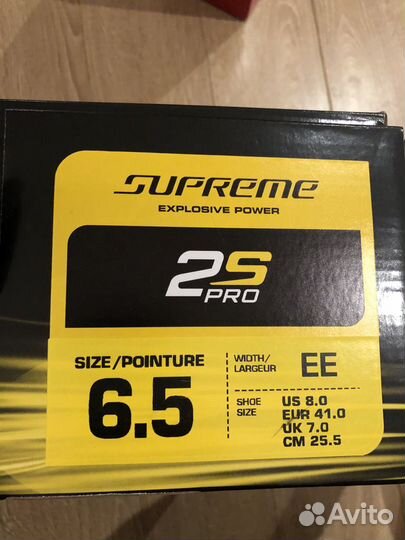 SUPREME
EXPLOSIVE POWER
2S
PRO
SIZE/POINTURE
6.5
WIDTH/
LARGEUR
EE
SHOE
SIZE
US 8.0
EUR 41.0
UK 7.0
CM 25.5
Avito